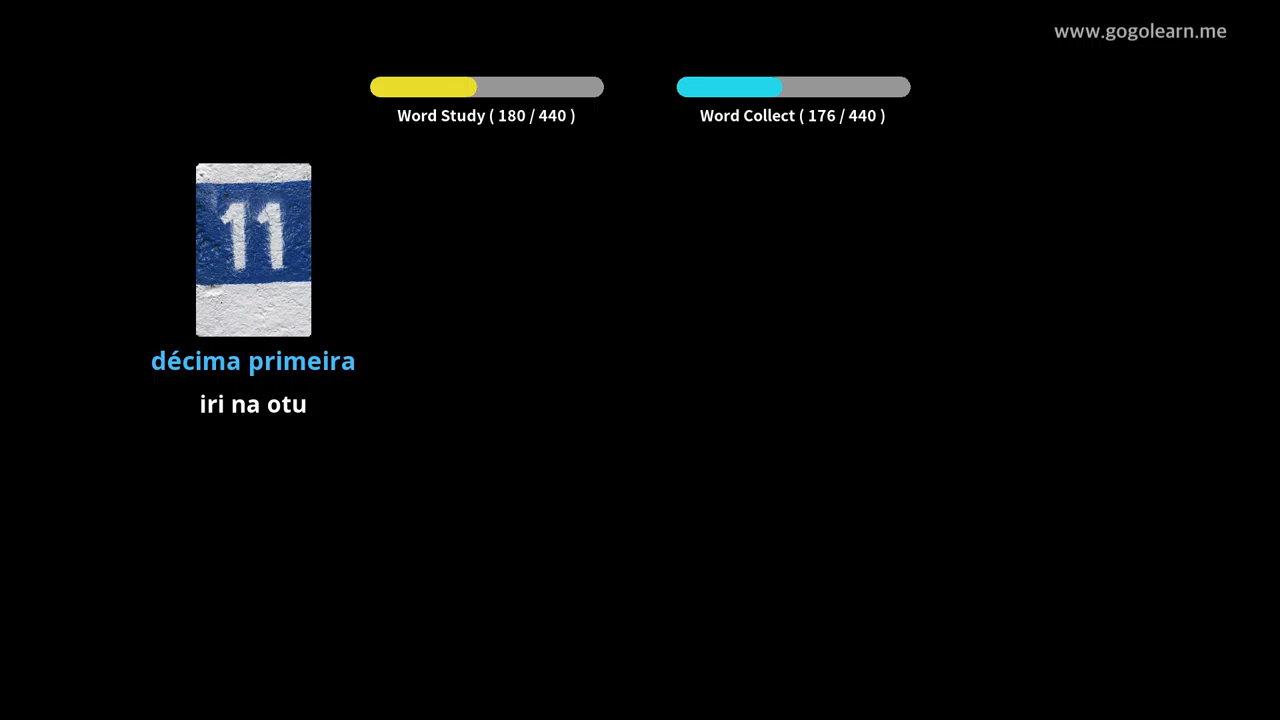 www.gogolearn.me
Word Study ( 180 / 440 )
Word Collect ( 176 / 440 )
11
décima primeira
iri na otu